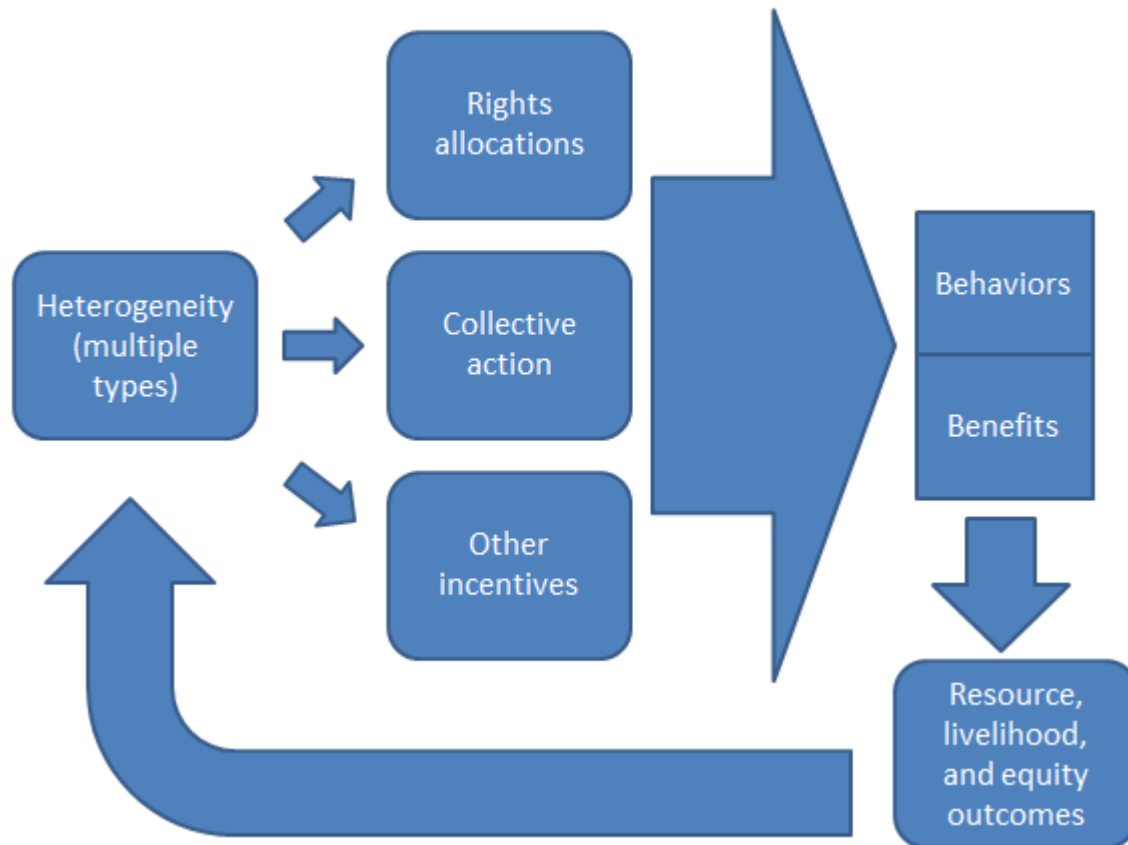 Rights
allocations
Heterogeneity
(multiple
types)
Collective
action
Other
incentives
Behaviors
Benefits
Resource,
livelihood,
and equity
outcomes